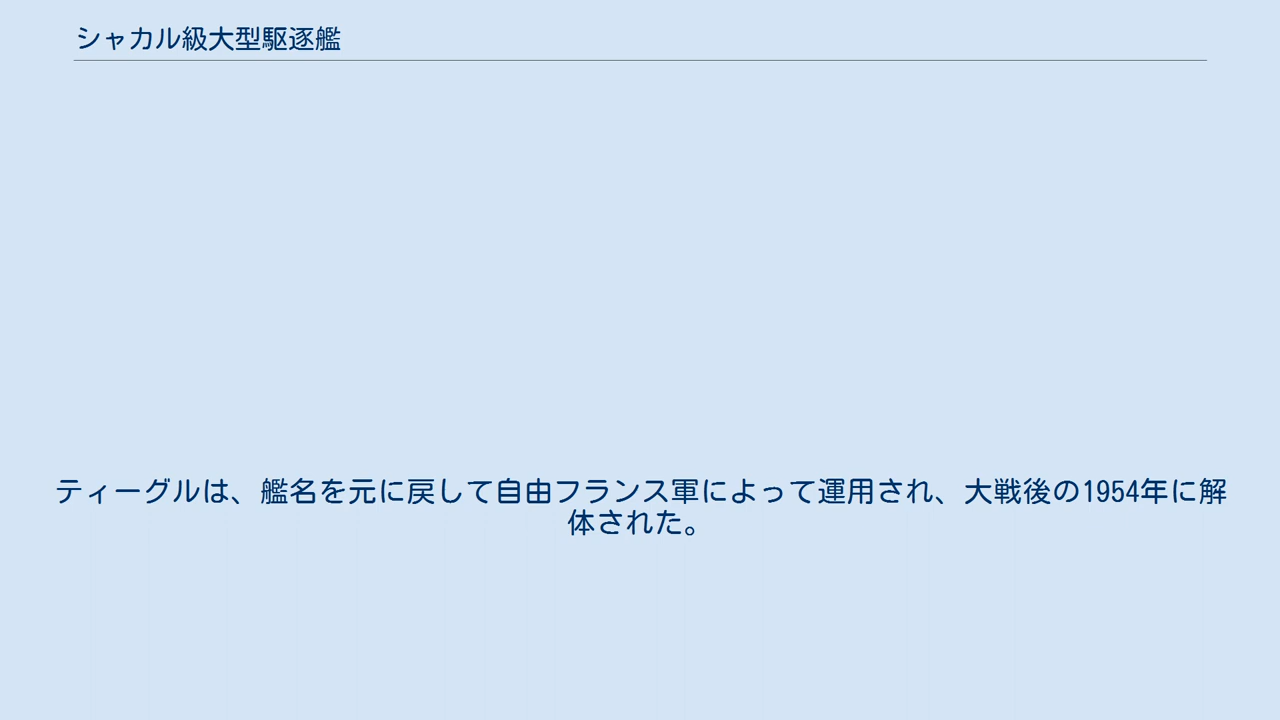 シャカル級大型駆逐艦
ティーグルは、艦名を元に戻して自由フランス軍によって運用され、大戦後の1954年に解
体された。